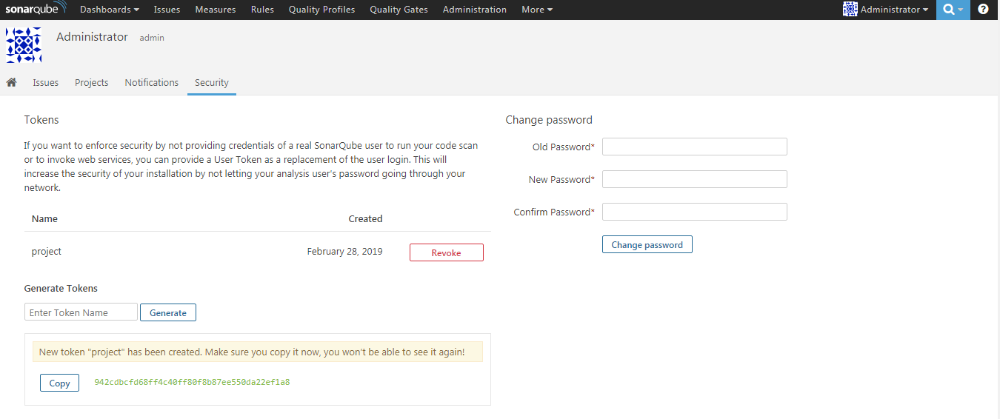 sonarqube Dashboards Issues Measures Rules Quality Profiles Quality Gates Administration More Administrator
Administrator admin
Issues Projects Notifications Security
Tokens
If you want to enforce security by not providing credentials of a real SonarQube user to run your code scan
or to invoke web services, you can provide a User Token as a replacement of the user login. This will
increase the security of your installation by not letting your analysis user's password going through your
network.
Name Created
project February 28, 2019 Revoke
Generate Tokens
Enter Token Name Generate
New token "project" has been created. Make sure you copy it now, you won't be able to see it again!
Copy 942cdbcfd68ff4c40ff80f8b87ee550da22ef1a8
Change password
Old Password*
New Password*
Confirm Password*
Change password